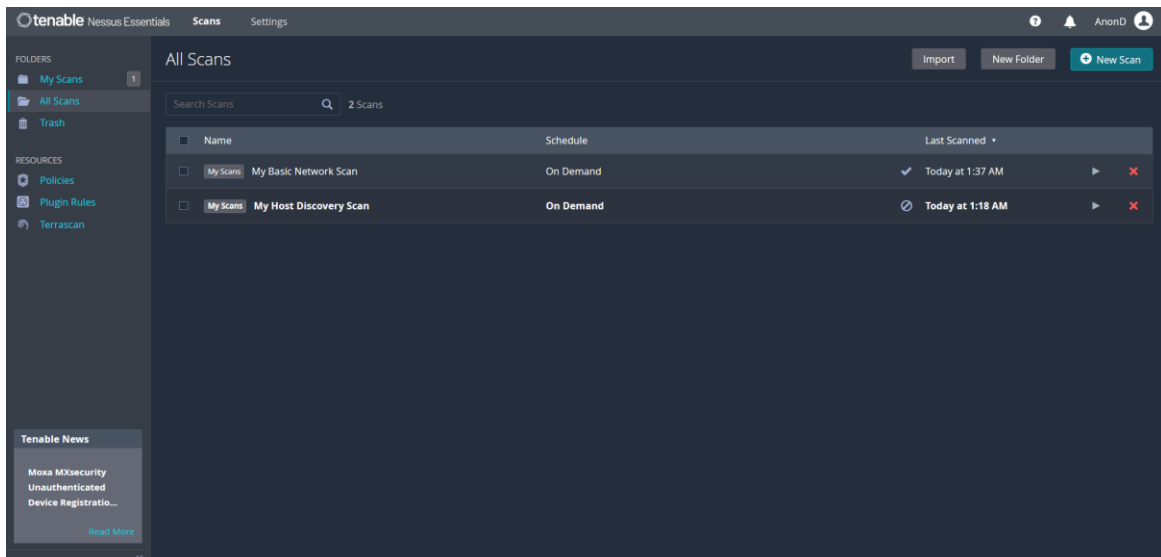 tenable Nessus Essentials Scans Settings AnonD
FOLDERS
My Scans 1
All Scans
Trash
RESOURCES
Policies
Plugin Rules
Terrascan
Tenable News
Moxa MXsecurity
Unauthenticated
Device Registratio...
Read More
All Scans Import New Folder New Scan
Search Scans 2 Scans
Name Schedule Last Scanned
My Scans My Basic Network Scan On Demand Today at 1:37 AM
My Scans My Host Discovery Scan On Demand Today at 1:18 AM